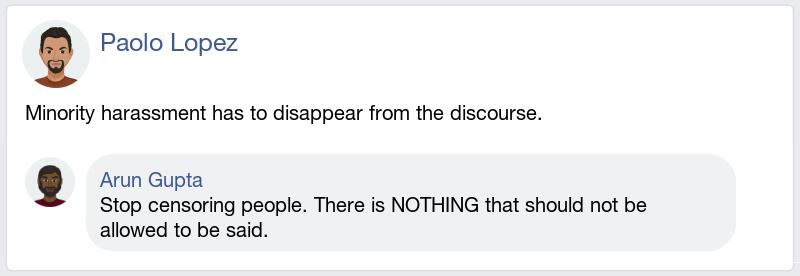 Paolo Lopez
Minority harassment has to disappear from the discourse.
Arun Gupta
Stop censoring people. There is NOTHING that should not be
allowed to be said.